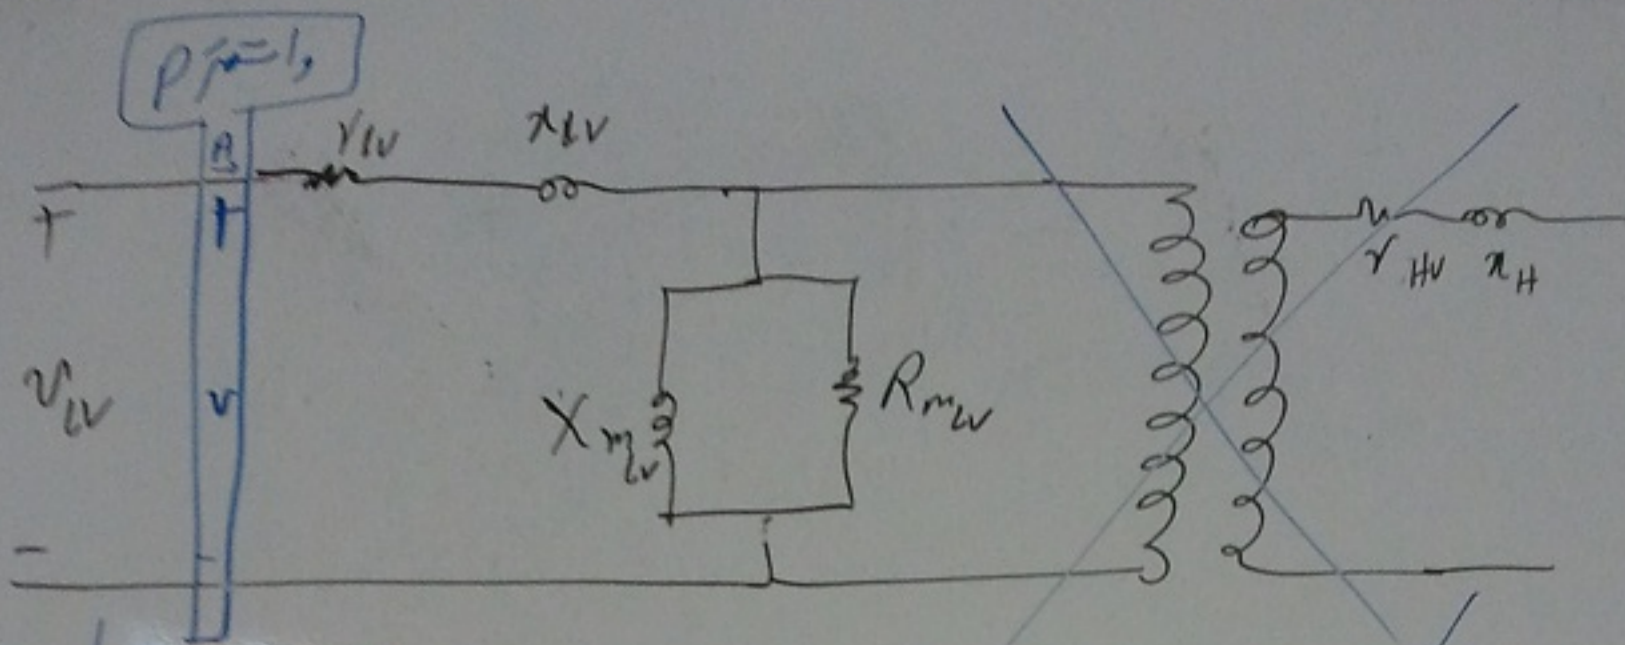 A
r_lv
x_lv
+
+
V_lv
v
X_m_lv
R_m_lv
r_HV
x_H
-
-